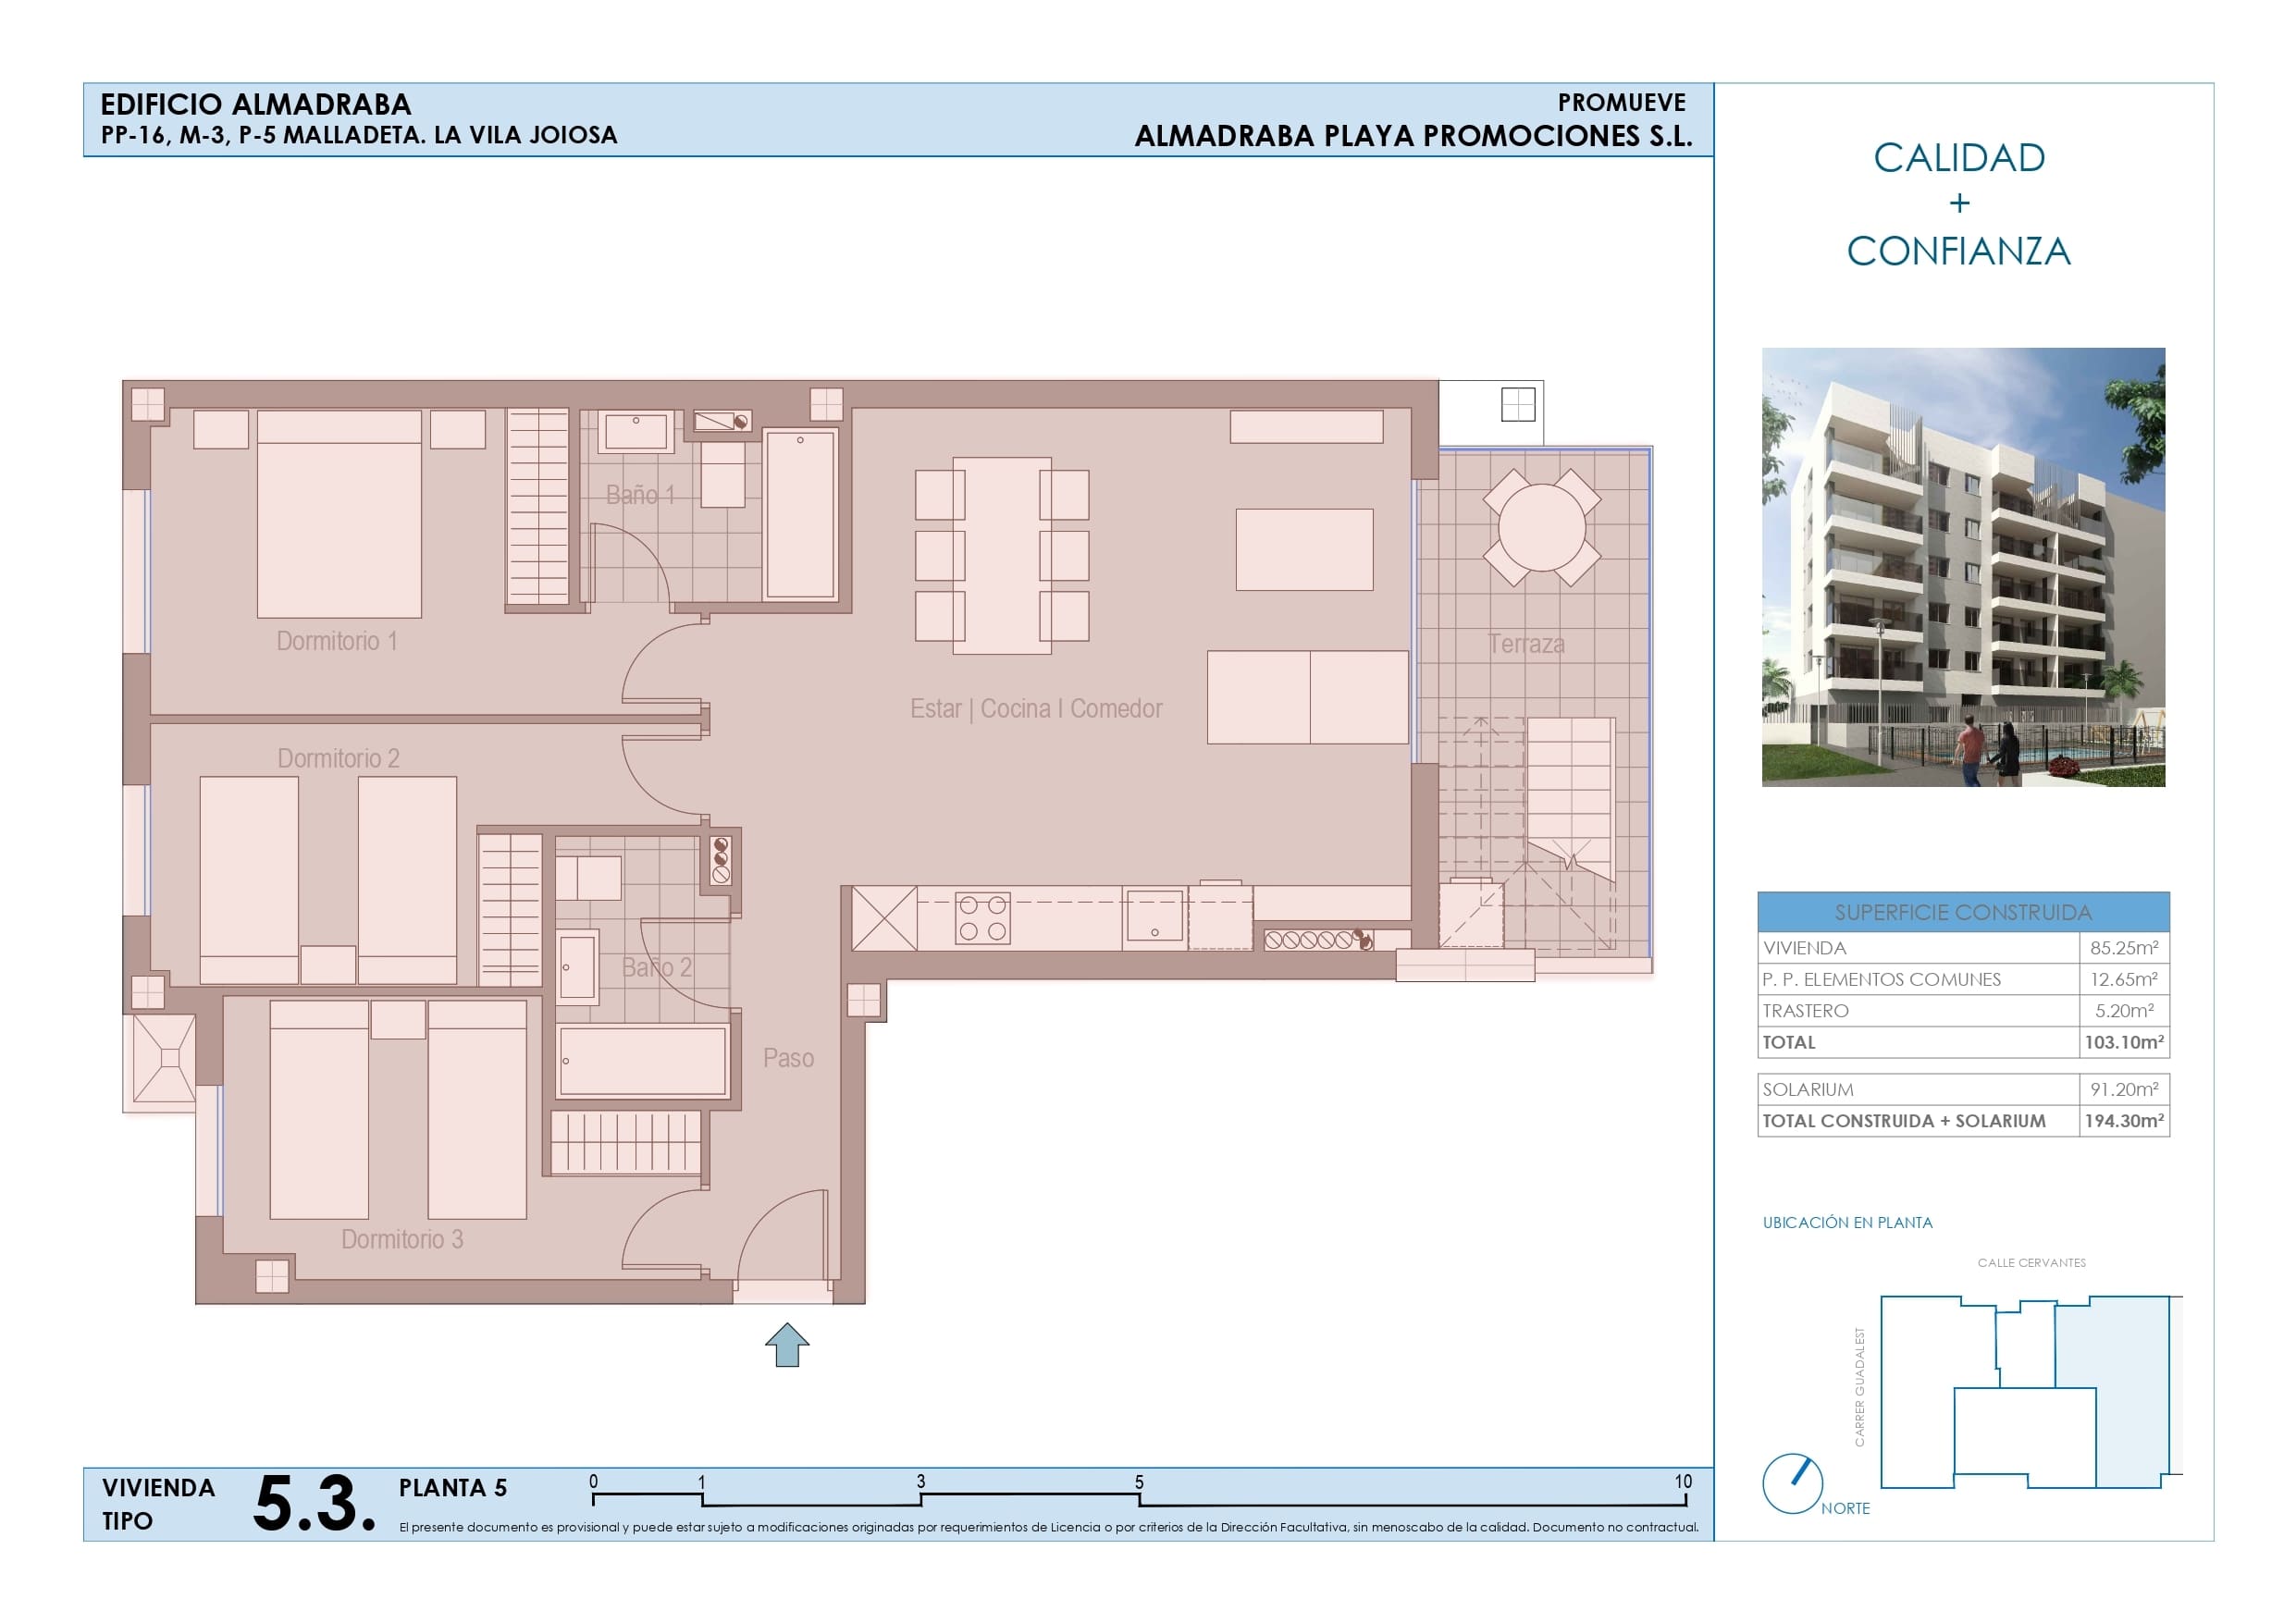 EDIFICIO ALMADRABA
PP-16, M-3, P-5 MALLADETA. LA VILA JOIOSA
PROMUEVE
ALMADRABA PLAYA PROMOCIONES S.L.
CALIDAD
+
CONFIANZA
Baño 1
Dormitorio 1
Terraza
Estar | Cocina I Comedor
Dormitorio 2
Baño 2
Paso
Dormitorio 3
SUPERFICIE CONSTRUIDA
VIVIENDA 85.25m²
P. P. ELEMENTOS COMUNES 12.65m²
TRASTERO 5.20m²
TOTAL 103.10m²
SOLARIUM 91.20m²
TOTAL CONSTRUIDA + SOLARIUM 194.30m²
UBICACIÓN EN PLANTA
CALLE CERVANTES
CARRER GUADALEST
NORTE
VIVIENDA
TIPO
5.3.
PLANTA 5
0 1 3 5 10
El presente documento es provisional y puede estar sujeto a modificaciones originadas por requerimientos de Licencia o por criterios de la Dirección Facultativa, sin menoscabo de la calidad. Documento no contractual.